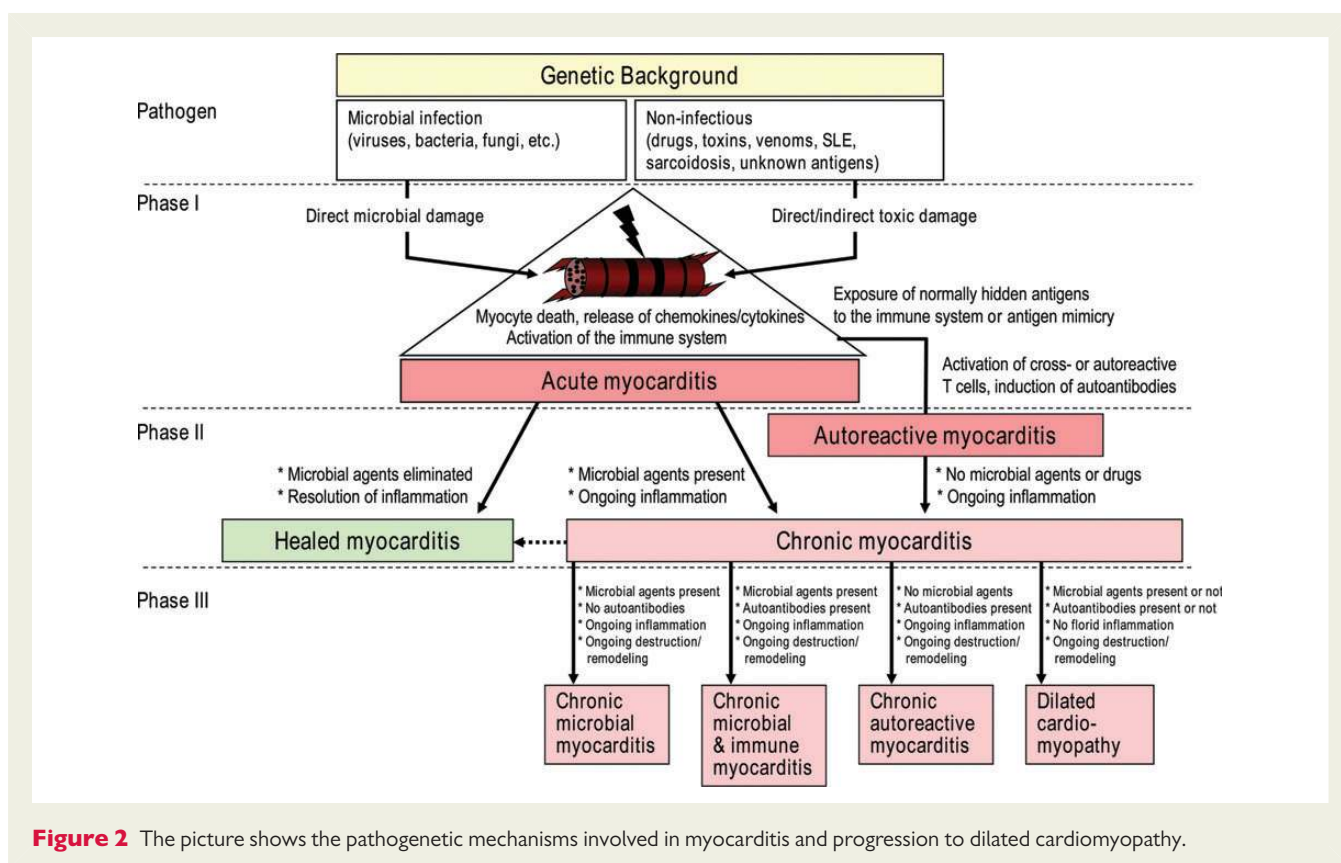 Genetic Background
Pathogen
Microbial infection
(viruses, bacteria, fungi, etc.)
Non-infectious
(drugs, toxins, venoms, SLE,
sarcoidosis, unknown antigens)
Phase I
Direct microbial damage
Direct/indirect toxic damage
Myocyte death, release of chemokines/cytokines
Activation of the immune system
Exposure of normally hidden antigens
to the immune system or antigen mimicry
Activation of cross- or autoreactive
T cells, induction of autoantibodies
Acute myocarditis
Phase II
Autoreactive myocarditis
* Microbial agents eliminated
* Resolution of inflammation
* Microbial agents present
* Ongoing inflammation
* No microbial agents or drugs
* Ongoing inflammation
Healed myocarditis
Chronic myocarditis
Phase III
* Microbial agents present
* No autoantibodies
* Ongoing inflammation
* Ongoing destruction/
remodeling
* Microbial agents present
* Autoantibodies present
* Ongoing inflammation
* Ongoing destruction/
remodeling
* No microbial agents
* Autoantibodies present
* Ongoing inflammation
* Ongoing destruction/
remodeling
* Microbial agents present or not
* Autoantibodies present or not
* No florid inflammation
* Ongoing destruction/
remodeling
Chronic
microbial
myocarditis
Chronic
microbial
& immune
myocarditis
Chronic
autoreactive
myocarditis
Dilated
cardio-
myopathy
Figure 2 The picture shows the pathogenetic mechanisms involved in myocarditis and progression to dilated cardiomyopathy.